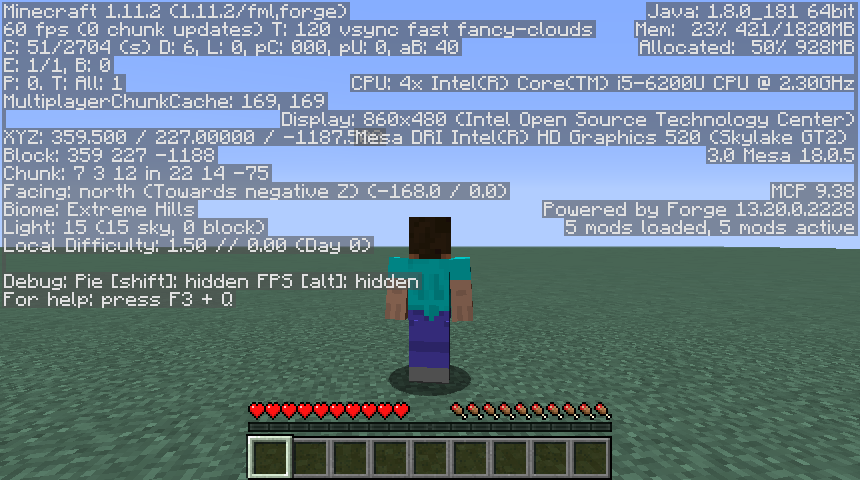 Minecraft 1.11.2 (1.11.2/fml,forge)
60 fps (0 chunk updates) T: 120 vsync fast fancy-clouds
C: 51/2704 (s) D: 6, L: 0, pC: 000, pU: 0, aB: 40
E: 1/1, B: 0
P: 0, T: All: 1
MultiplayerChunkCache: 169, 169
XYZ: 359.500 / 227.00000 / -1187.5
Block: 359 227 -1188
Chunk: 7 3 12 in 22 14 -75
Facing: north (Towards negative Z) (-168.0 / 0.0)
Biome: Extreme Hills
Light: 15 (15 sky, 0 block)
Local Difficulty: 1.50 // 0.00 (Day 0)
Debug: Pie [shift]: hidden FPS [alt]: hidden
For help: press F3 + Q
Java: 1.8.0_181 64bit
Mem: 23% 421/1820MB
Allocated: 50% 928MB
CPU: 4x Intel(R) Core(TM) i5-6200U CPU @ 2.30GHz
Display: 860x480 (Intel Open Source Technology Center)
Mesa DRI Intel(R) HD Graphics 520 (Skylake GT2)
3.0 Mesa 18.0.5
MCP 9.38
Powered by Forge 13.20.0.2228
5 mods loaded, 5 mods active